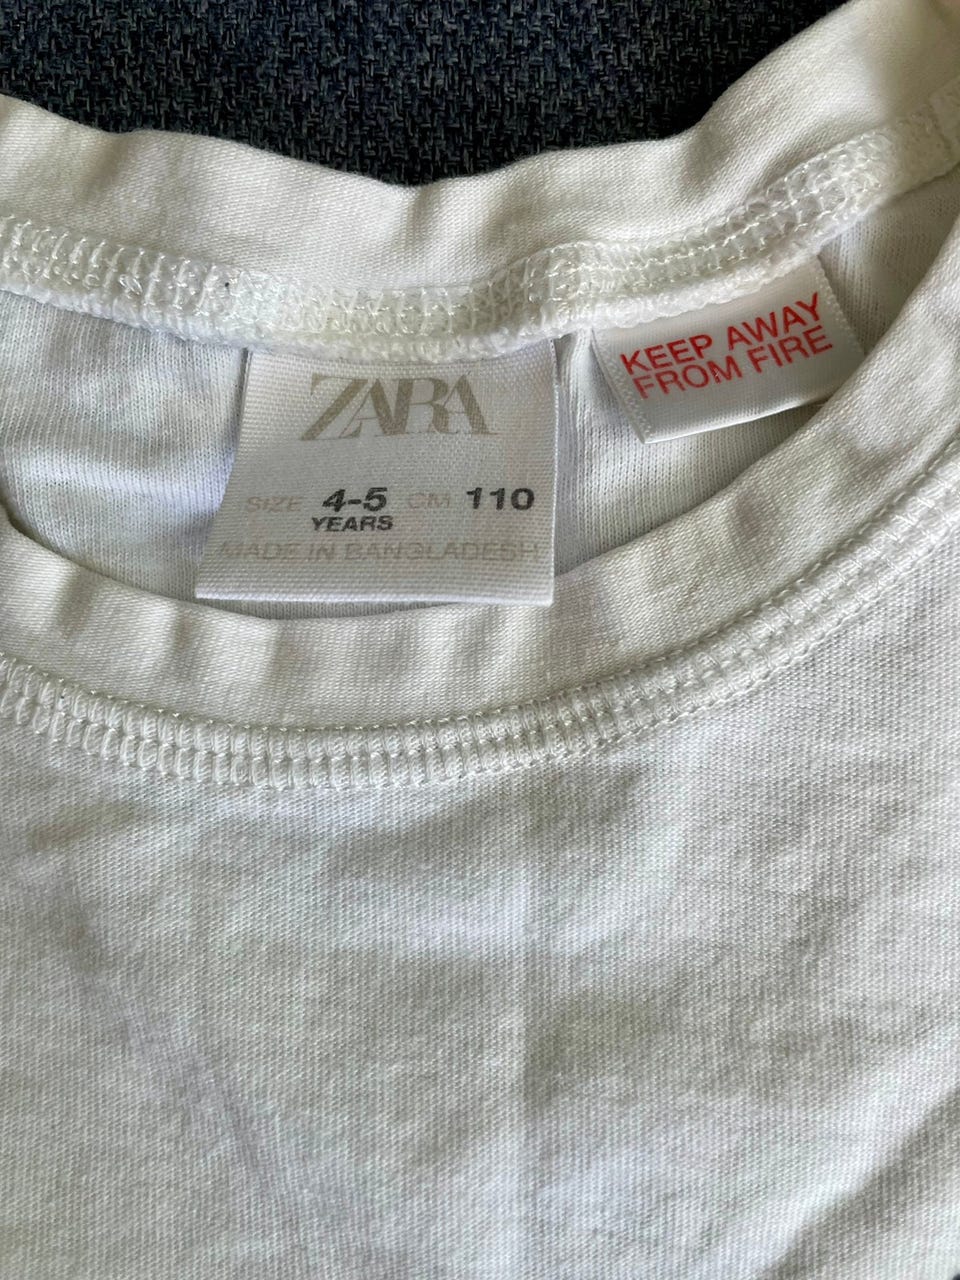 ZARA
SIZE 4-5 CM 110
YEARS
MADE IN BANGLADESH
KEEP AWAY
FROM FIRE